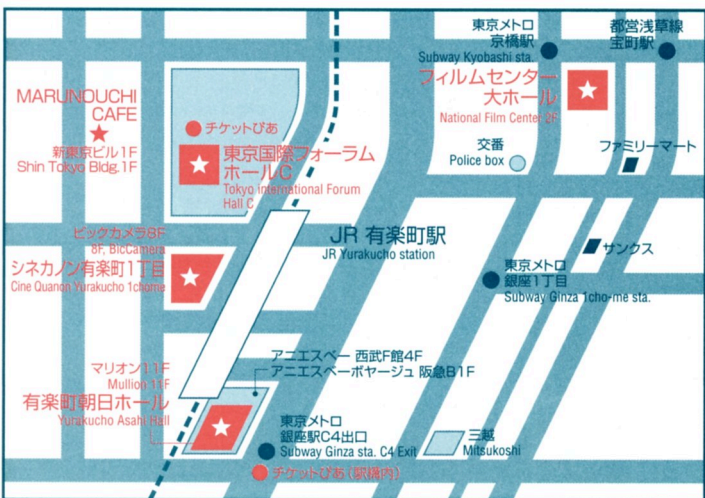 東京メトロ
京橋駅
Subway Kyobashi sta.
都営浅草線
宝町駅
フィルムセンター
大ホール
National Film Center 2F
MARUNOUCHI
CAFE
新東京ビル1F
Shin Tokyo Bldg.1F
チケットぴあ
東京国際フォーラム
ホールC
Tokyo International Forum
Hall C
交番
Police box
ファミリーマート
ビックカメラ8F
8F, BicCamera
シネカノン有楽町1丁目
Cine Quanon Yurakucho 1chome
JR 有楽町駅
JR Yurakucho station
サンクス
東京メトロ
銀座1丁目
Subway Ginza 1cho-me sta.
マリオン11F
Mullion 11F
有楽町朝日ホール
Yurakucho Asahi Hall
アニエスベー 西武F館4F
アニエスベーボヤージュ 阪急B1F
東京メトロ
銀座駅C4出口
Subway Ginza sta. C4 Exit
三越
Mitsukoshi
チケットぴあ(駅構内)